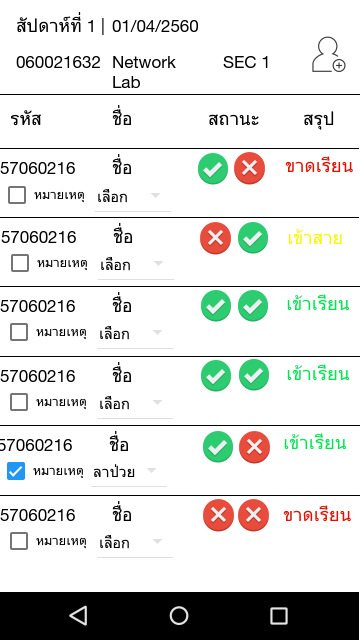 สัปดาห์ที่ 1 | 01/04/2560
060021632 Network Lab SEC 1
รหัส ชื่อ สถานะ สรุป
57060216 ชื่อ ขาดเรียน
หมายเหตุ เลือก
57060216 ชื่อ เข้าสาย
หมายเหตุ เลือก
57060216 ชื่อ เข้าเรียน
หมายเหตุ เลือก
57060216 ชื่อ เข้าเรียน
หมายเหตุ เลือก
57060216 ชื่อ เข้าเรียน
หมายเหตุ ลาป่วย
57060216 ชื่อ ขาดเรียน
หมายเหตุ เลือก